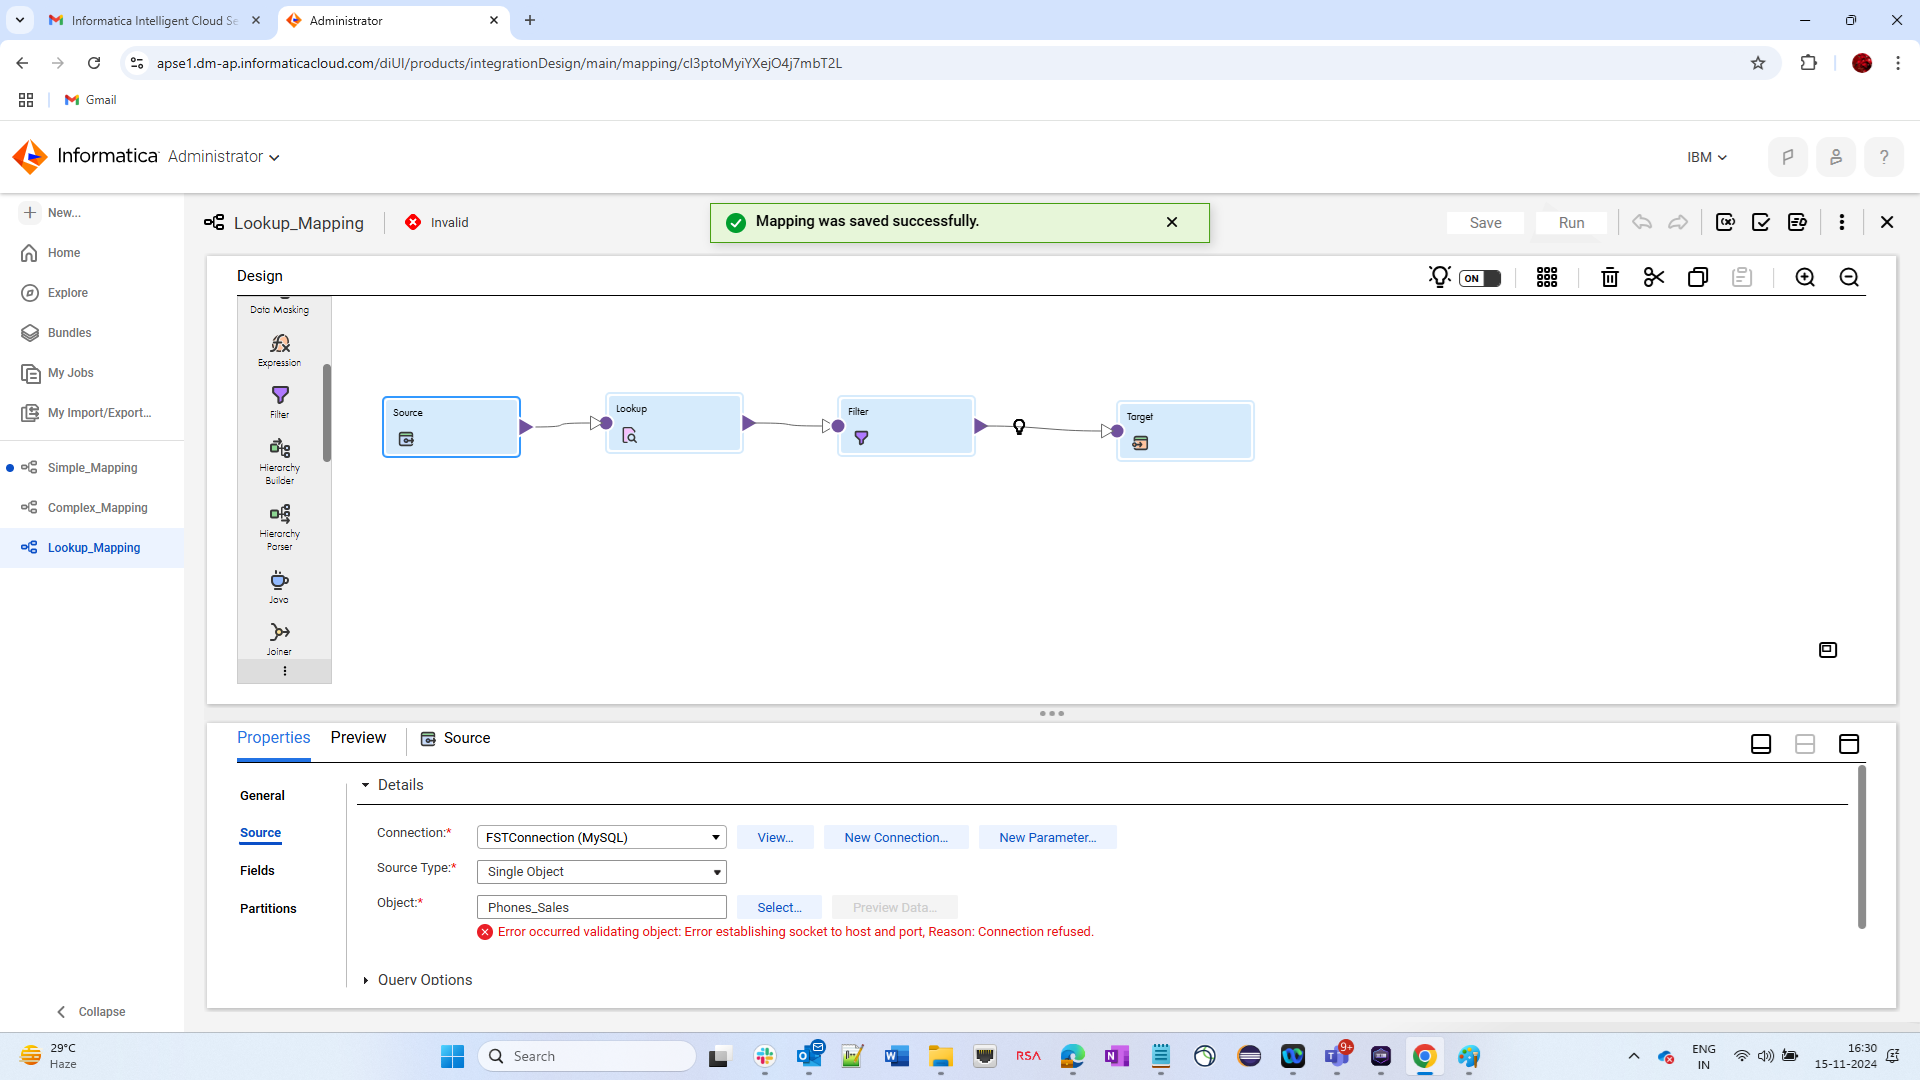 Informatica Intelligent Cloud Se
Administrator
apse1.dm-ap.informaticacloud.com/diUI/products/integrationDesign/main/mapping/cl3ptoMyiYXejO4j7mbT2L
Gmail
Informatica Administrator
IBM
?
New...
Home
Explore
Bundles
My Jobs
My Import/Export...
Simple_Mapping
Complex_Mapping
Lookup_Mapping
Collapse
Lookup_Mapping
Invalid
Mapping was saved successfully.
Save
Run
Design
ON
Data Masking
Expression
Filter
Hierarchy
Builder
Hierarchy
Parser
Java
Joiner
Source
Lookup
Filter
Target
Properties
Preview
Source
General
Source
Fields
Partitions
Details
Connection:*
FSTConnection (MySQL)
View...
New Connection...
New Parameter...
Source Type:*
Single Object
Object:*
Phones_Sales
Select...
Preview Data...
Error occurred validating object: Error establishing socket to host and port, Reason: Connection refused.
Query Options
29°C
Haze
Search
RSA
9+
ENG
IN
16:30
15-11-2024